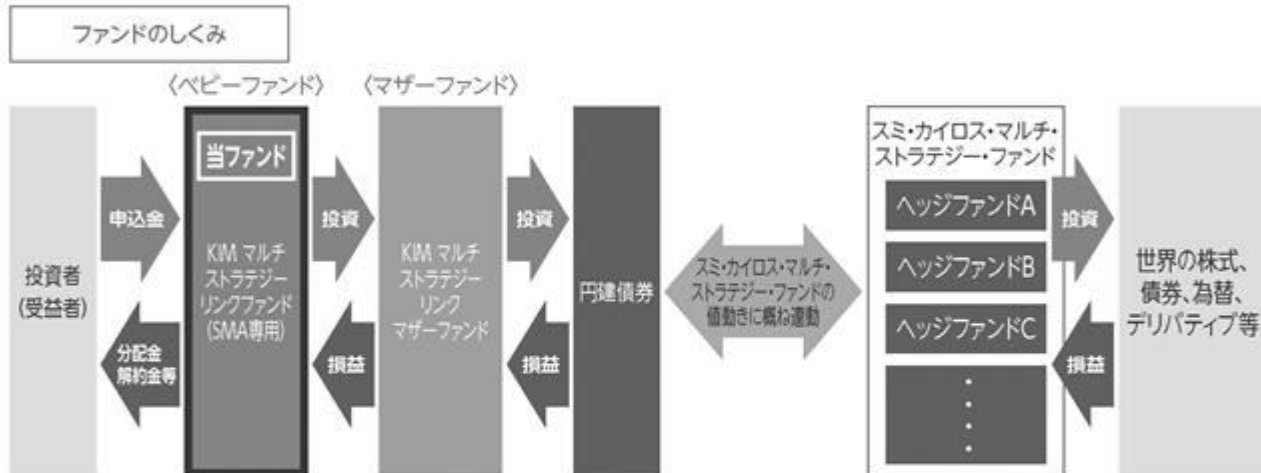 ファンドのしくみ
〈ベビーファンド〉
〈マザーファンド〉
投資者
(受益者)
申込金
分配金
解約金等
当ファンド
KIM マルチ
ストラテジー
リンクファンド
(SMA専用)
投資
損益
KIM マルチ
ストラテジー
リンク
マザーファンド
投資
損益
円建債券
スミ・カイロス・マルチ・
ストラテジー・ファンドの
値動きに概ね連動
スミ・カイロス・マルチ・
ストラテジー・ファンド
ヘッジファンドA
ヘッジファンドB
ヘッジファンドC
投資
損益
世界の株式、
債券、為替、
デリバティブ等